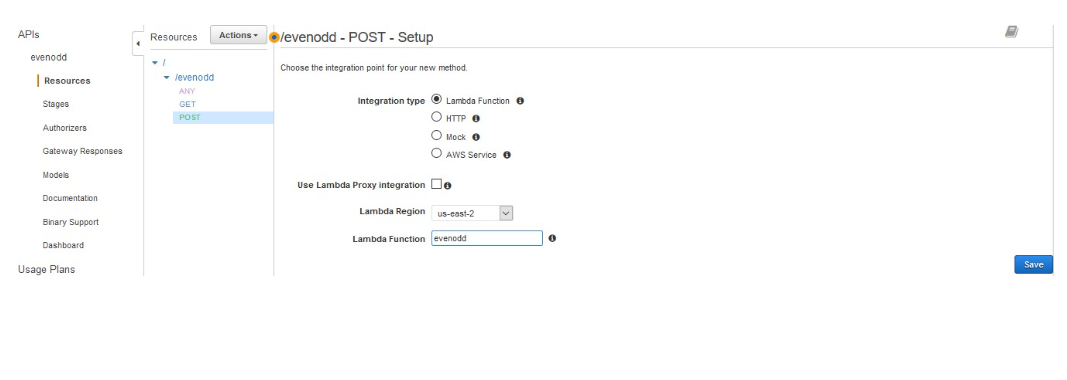 APIs
evenodd
Resources
Stages
Authorizers
Gateway Responses
Models
Documentation
Binary Support
Dashboard
Usage Plans
Resources
Actions
/
/evenodd
ANY
GET
POST
/evenodd - POST - Setup
Choose the integration point for your new method.
Integration type Lambda Function
HTTP
Mock
AWS Service
Use Lambda Proxy integration
Lambda Region us-east-2
Lambda Function evenodd
Save